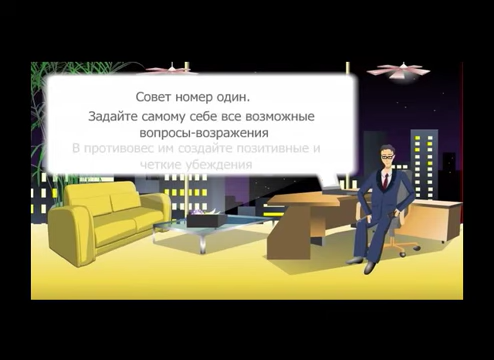 Совет номер один.
Задайте самому себе все возможные
вопросы-возражения
В противовес им создайте позитивные и
четкие убеждения